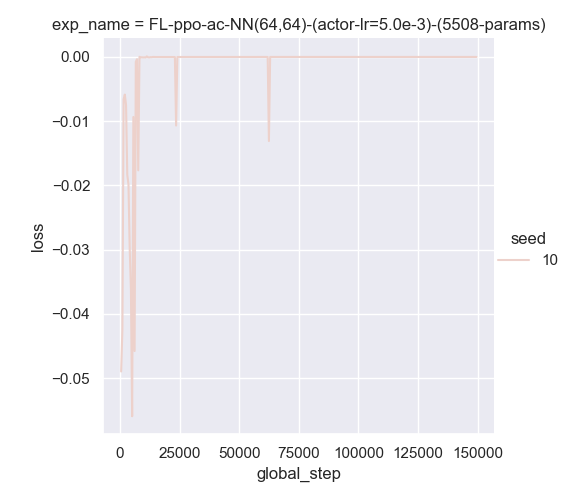 exp_name = FL-ppo-ac-NN(64,64)-(actor-lr=5.0e-3)-(5508-params)
0.00
−0.01
−0.02
−0.03
−0.04
−0.05
loss
0 25000 50000 75000 100000 125000 150000
global_step
seed
10